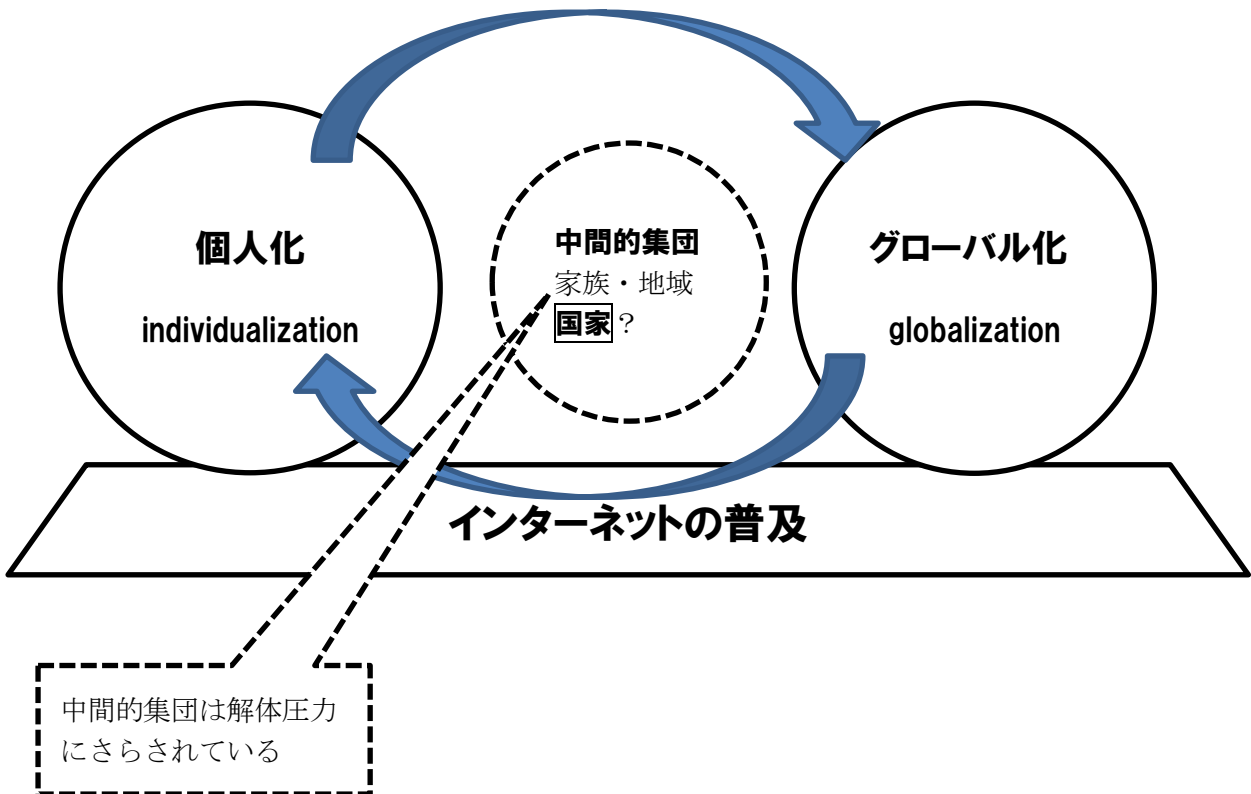 個人化
individualization
中間的集団
家族・地域
国家？
グローバル化
globalization
インターネットの普及
中間的集団は解体圧力
にさらされている